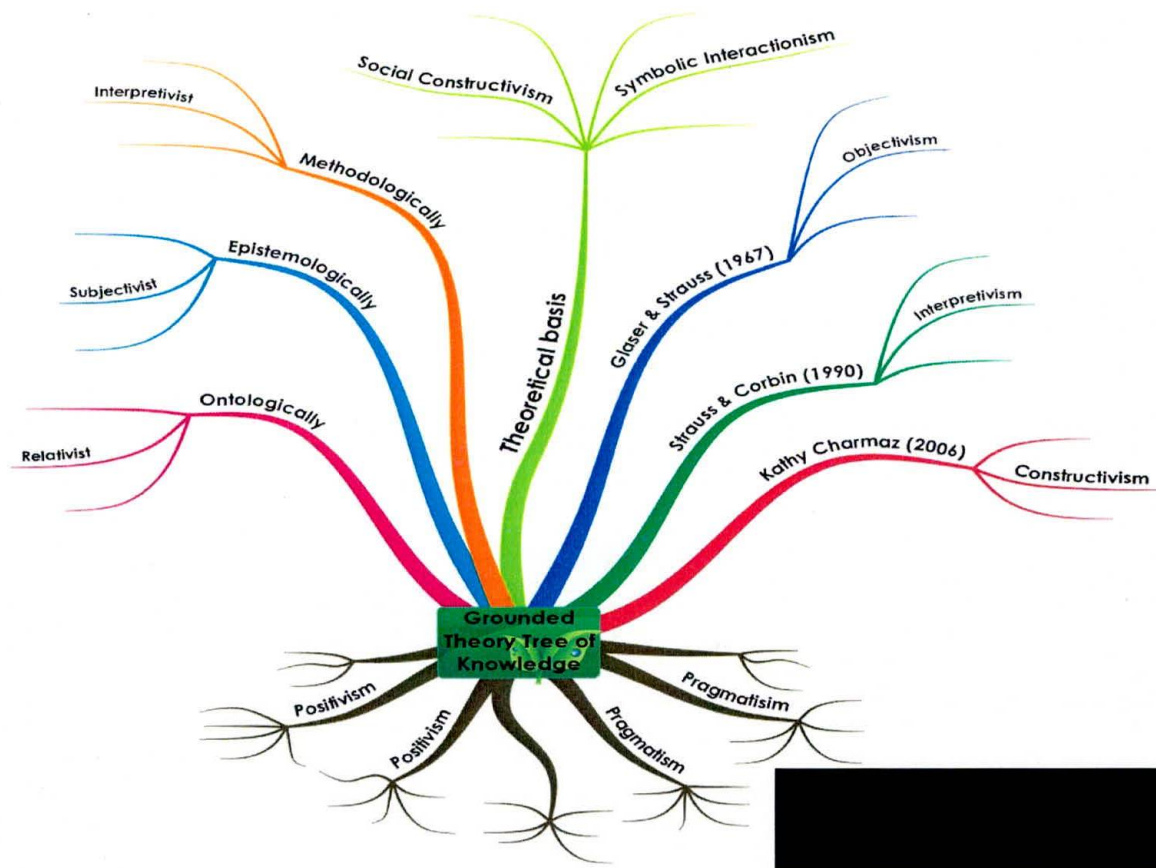 Social Constructivism
Symbolic Interactionism
Interpretivist
Methodologically
Objectivism
Epistemologically
Subjectivist
Theoretical basis
Glaser & Strauss (1967)
Interpretivism
Strauss & Corbin (1990)
Ontologically
Relativist
Kathy Charmaz (2006)
Constructivism
Grounded
Theory Tree of
Knowledge
Positivism
Positivism
Pragmatism
Pragmatisim